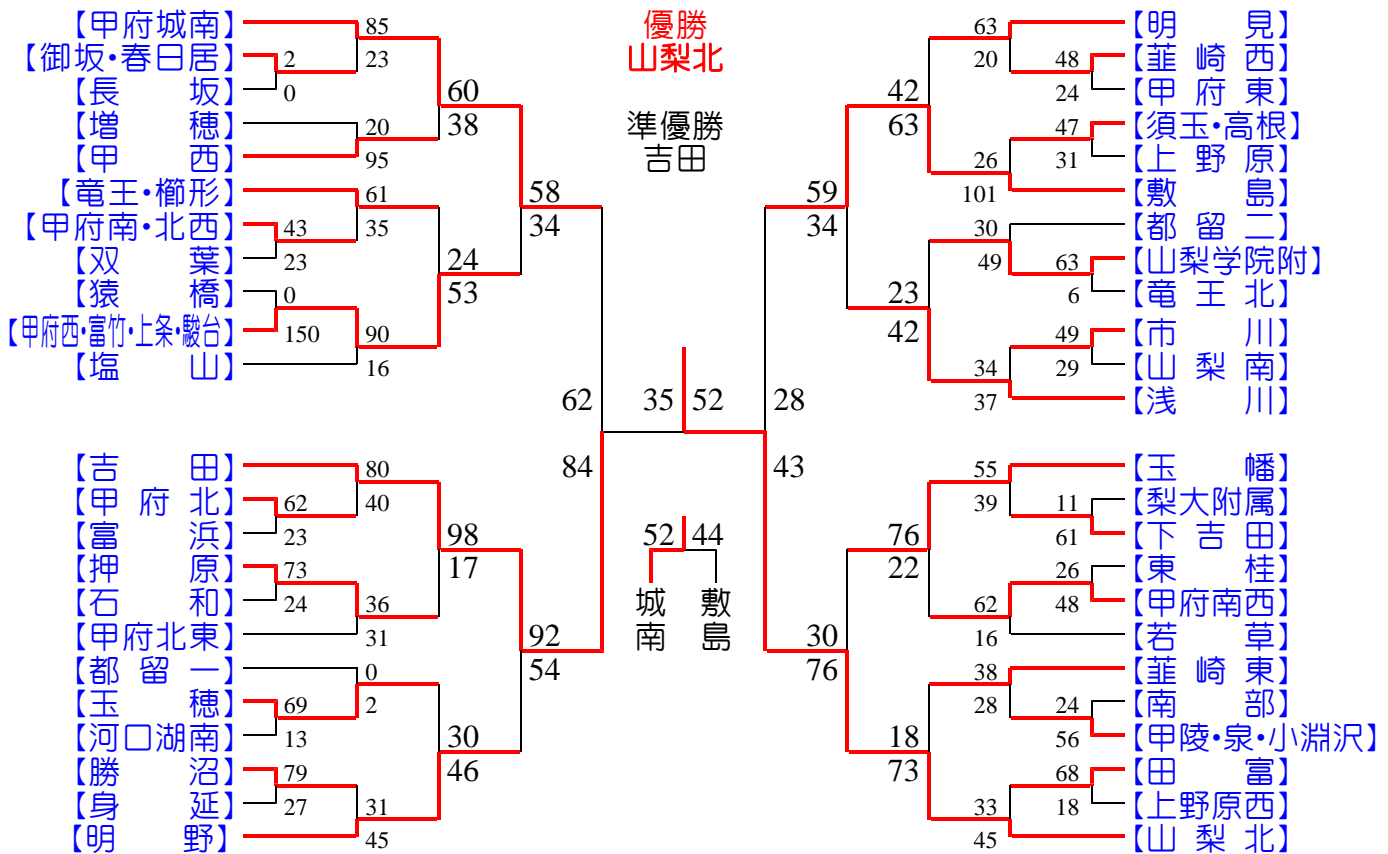 優勝
山梨北
準優勝
吉田
【甲府城南】
85
【御坂・春日居】
2
23
【長坂】
0
60
【増穂】
20
38
【甲西】
95
【竜王・櫛形】
61
58
【甲府南・北西】
43
35
34
【双葉】
23
24
【猿橋】
0
53
【甲府西・富竹・上条・駿台】
150
90
【塩山】
16
62
84
【吉田】
80
【甲府北】
62
40
【富浜】
23
98
【押原】
73
17
【石和】
24
36
【甲府北東】
31
92
【都留一】
0
54
【玉穂】
69
2
【河口湖南】
13
30
【勝沼】
79
46
【身延】
27
31
【明野】
45
35 52
52 44
城南 敷島
63
【明見】
20
48
【韮崎西】
24
【甲府東】
42
63
47
【須玉・高根】
26
31
【上野原】
101
【敷島】
59
34
30
【都留二】
49
63
【山梨学院附】
6
【竜王北】
23
42
49
【市川】
34
29
【山梨南】
37
【浅川】
28
43
55
【玉幡】
39
11
【梨大附属】
61
【下吉田】
76
22
26
【東桂】
62
48
【甲府南西】
16
【若草】
30
76
38
【韮崎東】
28
24
【南部】
56
【甲陵・泉・小淵沢】
18
73
68
【田富】
33
18
【上野原西】
45
【山梨北】